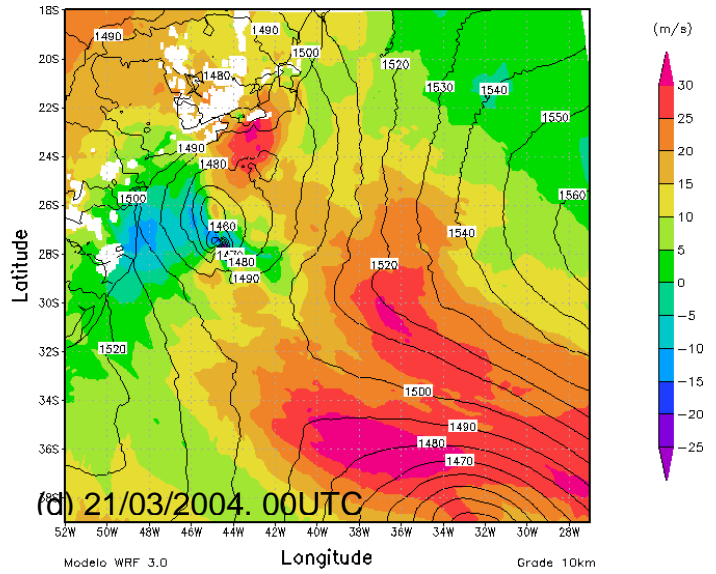 18S
20S
22S
24S
26S
28S
30S
32S
34S
36S
38S
Latitude
1490
1490
1500
1480
1520
1530
1540
1550
1490
1480
1500
1560
1460
1540
1470
1480
1490
1520
1520
1500
1490
1480
1470
(d) 21/03/2004. 00UTC
52W 50W 48W 46W 44W 42W 40W 38W 36W 34W 32W 30W 28W
Longitude
Modelo WRF 3.0
Grade 10km
(m/s)
30
25
20
15
10
5
0
−5
−10
−15
−20
−25